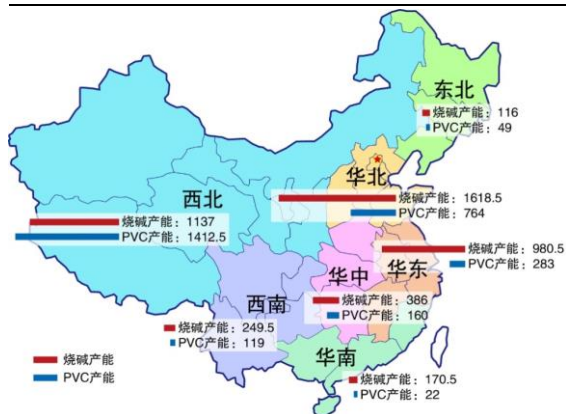 东北
烧碱产能：116
PVC产能：49
华北
烧碱产能：1618.5
PVC产能：764
西北
烧碱产能：1137
PVC产能：1412.5
华东
烧碱产能：980.5
PVC产能：283
华中
烧碱产能：386
PVC产能：160
西南
烧碱产能：249.5
PVC产能：119
华南
烧碱产能：170.5
PVC产能：22
烧碱产能
PVC产能